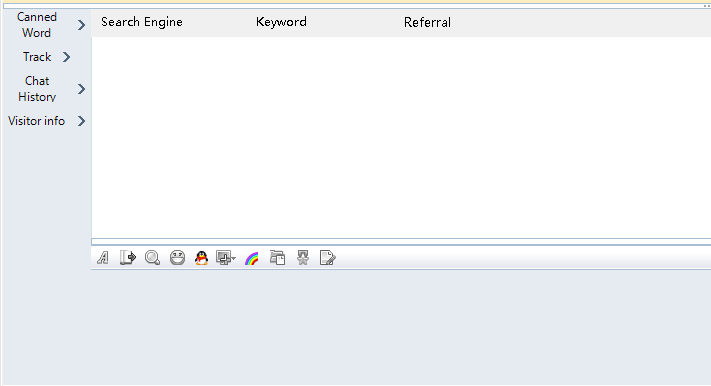 Canned
Word
Search Engine Keyword Referral
Track
Chat
History
Visitor info